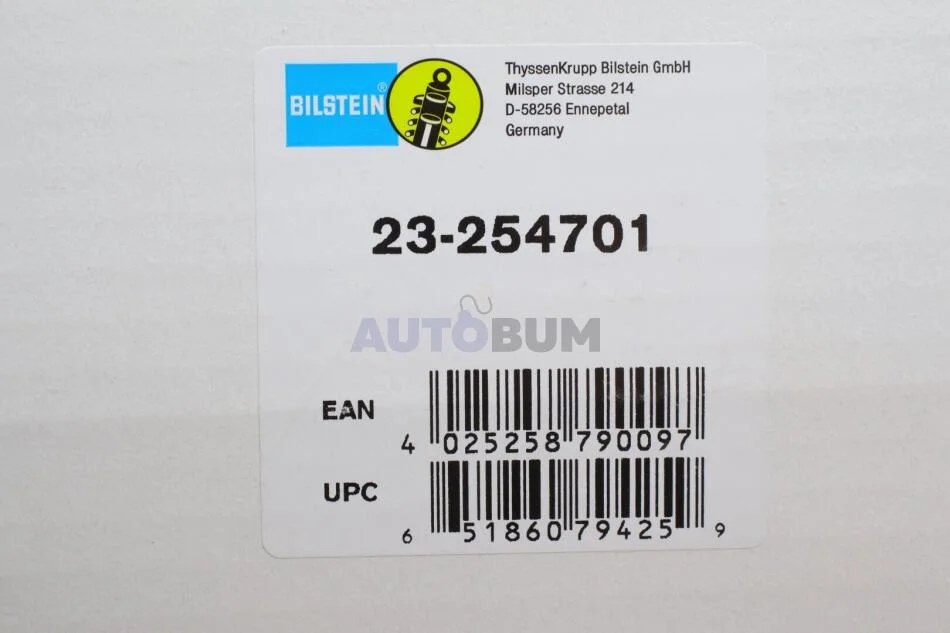 BILSTEIN®
ThyssenKrupp Bilstein GmbH
Milsper Strasse 214
D-58256 Ennepetal
Germany
23-254701
AUTOBUM
EAN
4 025258 790097
UPC
6 51860 79425 9